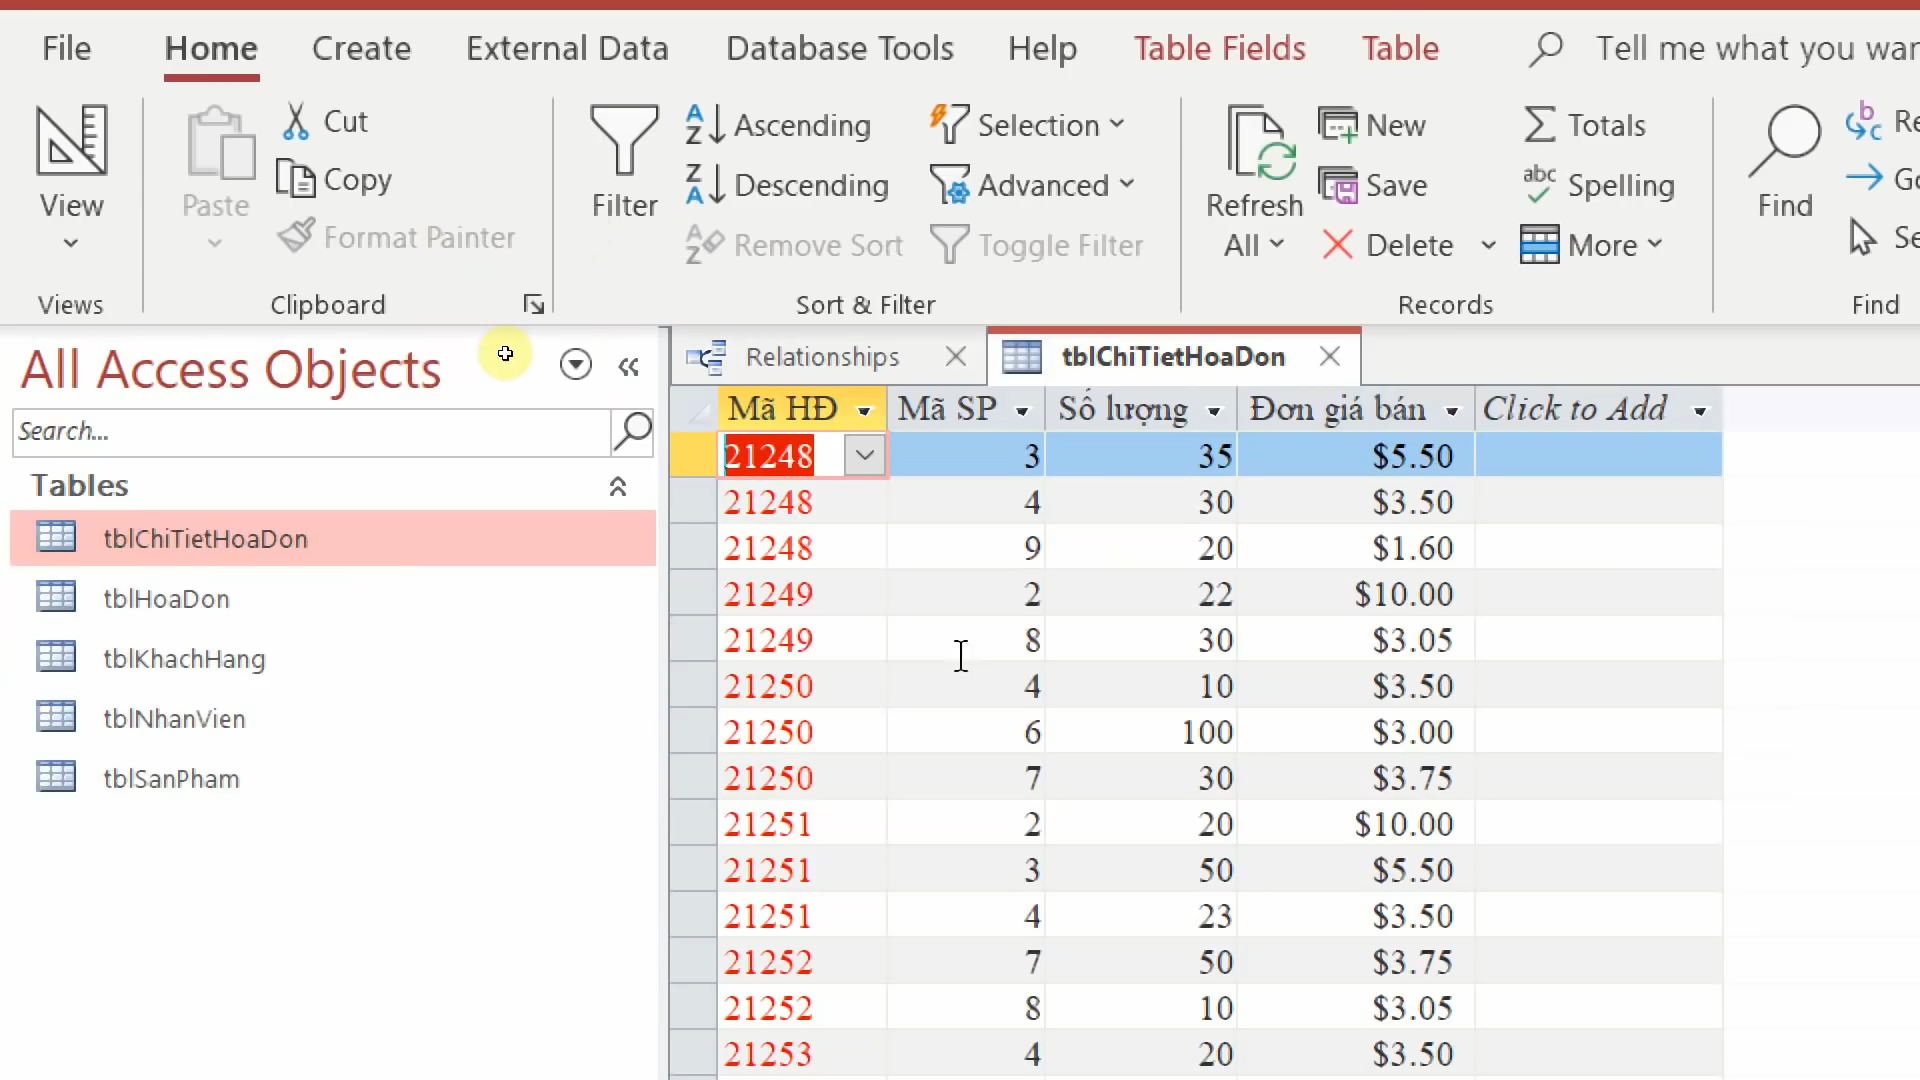 File Home Create External Data Database Tools Help Table Fields Table Tell me what you
View
Paste
Cut
Copy
Format Painter
Filter
Ascending
Descending
Remove Sort
Selection
Advanced
Toggle Filter
Refresh
All
New
Save
Delete
Totals
abc Spelling
More
Find
Views Clipboard Sort & Filter Records Find
All Access Objects
Search...
Tables
tblChiTietHoaDon
tblHoaDon
tblKhachHang
tblNhanVien
tblSanPham
Relationships tblChiTietHoaDon
Mã HĐ Mã SP Số lượng Đơn giá bán Click to Add
21248 3 35 $5.50
21248 4 30 $3.50
21248 9 20 $1.60
21249 2 22 $10.00
21249 8 30 $3.05
21250 4 10 $3.50
21250 6 100 $3.00
21250 7 30 $3.75
21251 2 20 $10.00
21251 3 50 $5.50
21251 4 23 $3.50
21252 7 50 $3.75
21252 8 10 $3.05
21253 4 20 $3.50